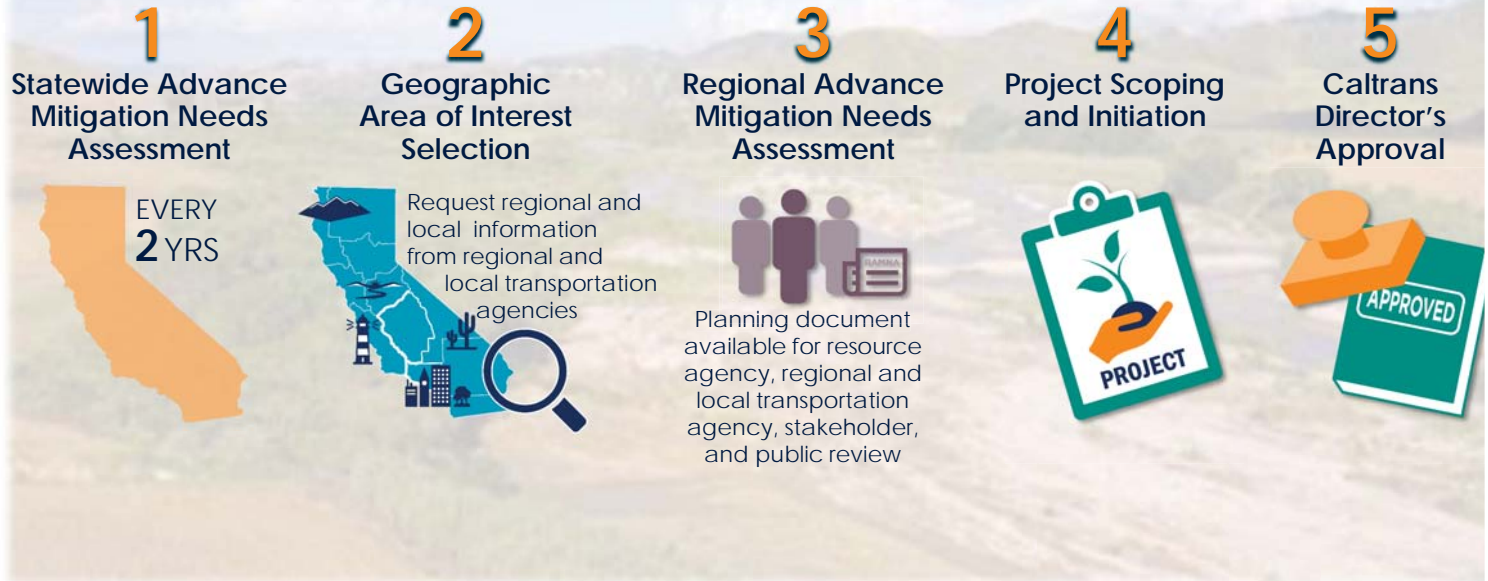 1
Statewide Advance
Mitigation Needs
Assessment
EVERY
2 YRS
2
Geographic
Area of Interest
Selection
Request regional and
local information
from regional and
local transportation
agencies
3
Regional Advance
Mitigation Needs
Assessment
RAMNA
Planning document
available for resource
agency, regional and
local transportation
agency, stakeholder,
and public review
4
Project Scoping
and Initiation
PROJECT
5
Caltrans
Director's
Approval
APPROVED